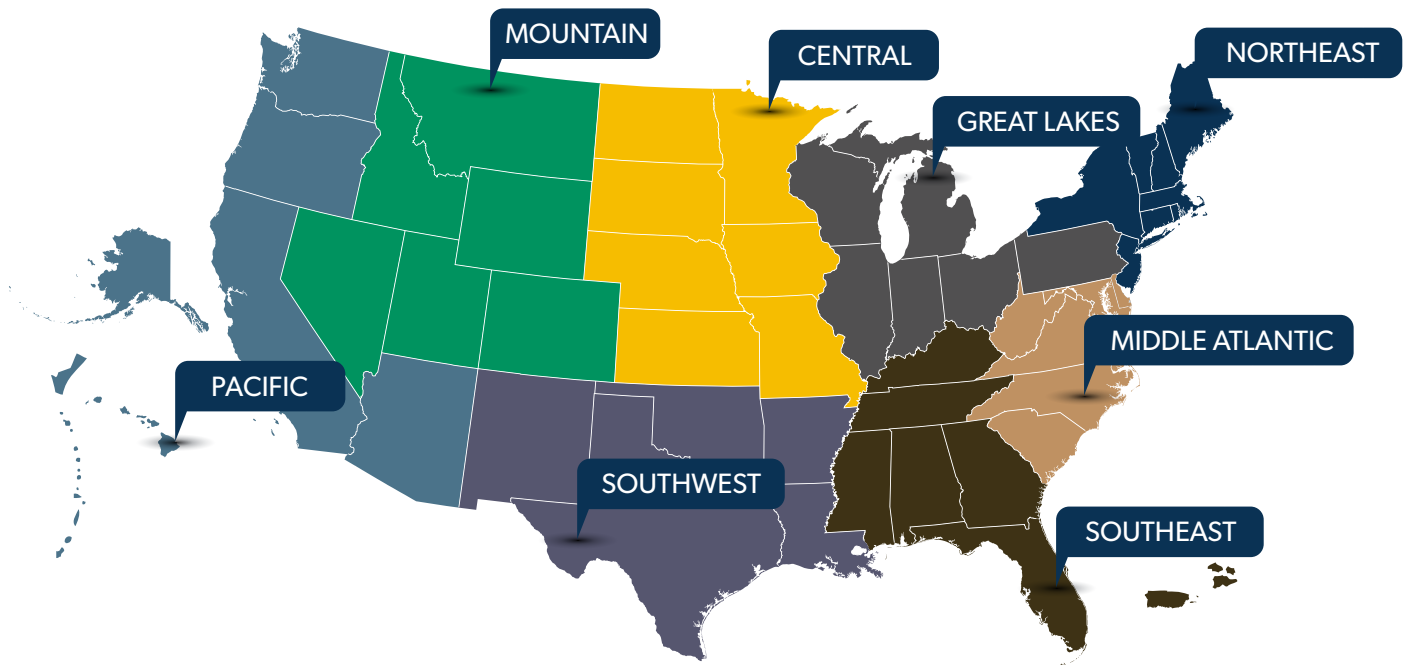 MOUNTAIN
CENTRAL
NORTHEAST
GREAT LAKES
MIDDLE ATLANTIC
PACIFIC
SOUTHWEST
SOUTHEAST